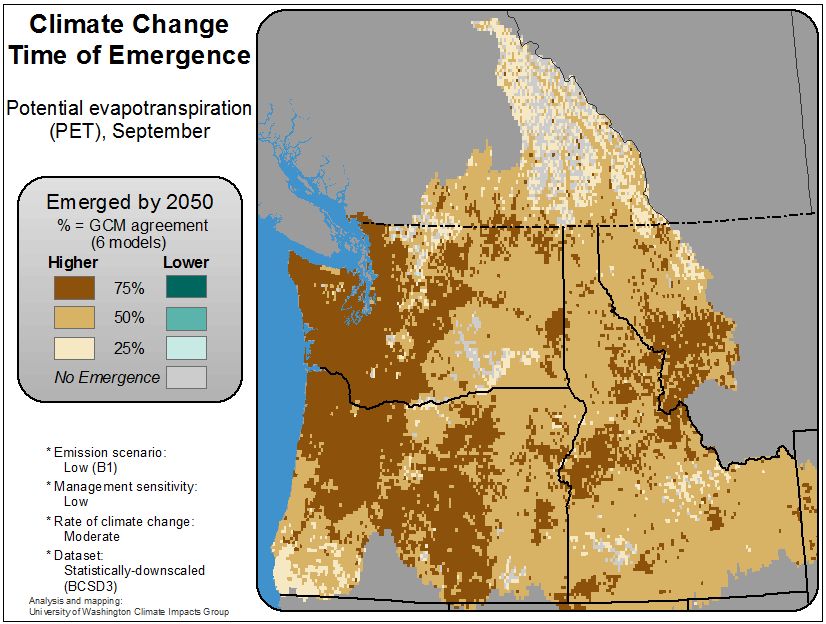 Climate Change
Time of Emergence
Potential evapotranspiration
(PET), September
Emerged by 2050
% = GCM agreement
(6 models)
Higher Lower
75%
50%
25%
No Emergence
* Emission scenario:
Low (B1)
* Management sensitivity:
Low
* Rate of climate change:
Moderate
* Dataset:
Statistically-downscaled
(BCSD3)
Analysis and mapping:
University of Washington Climate Impacts Group